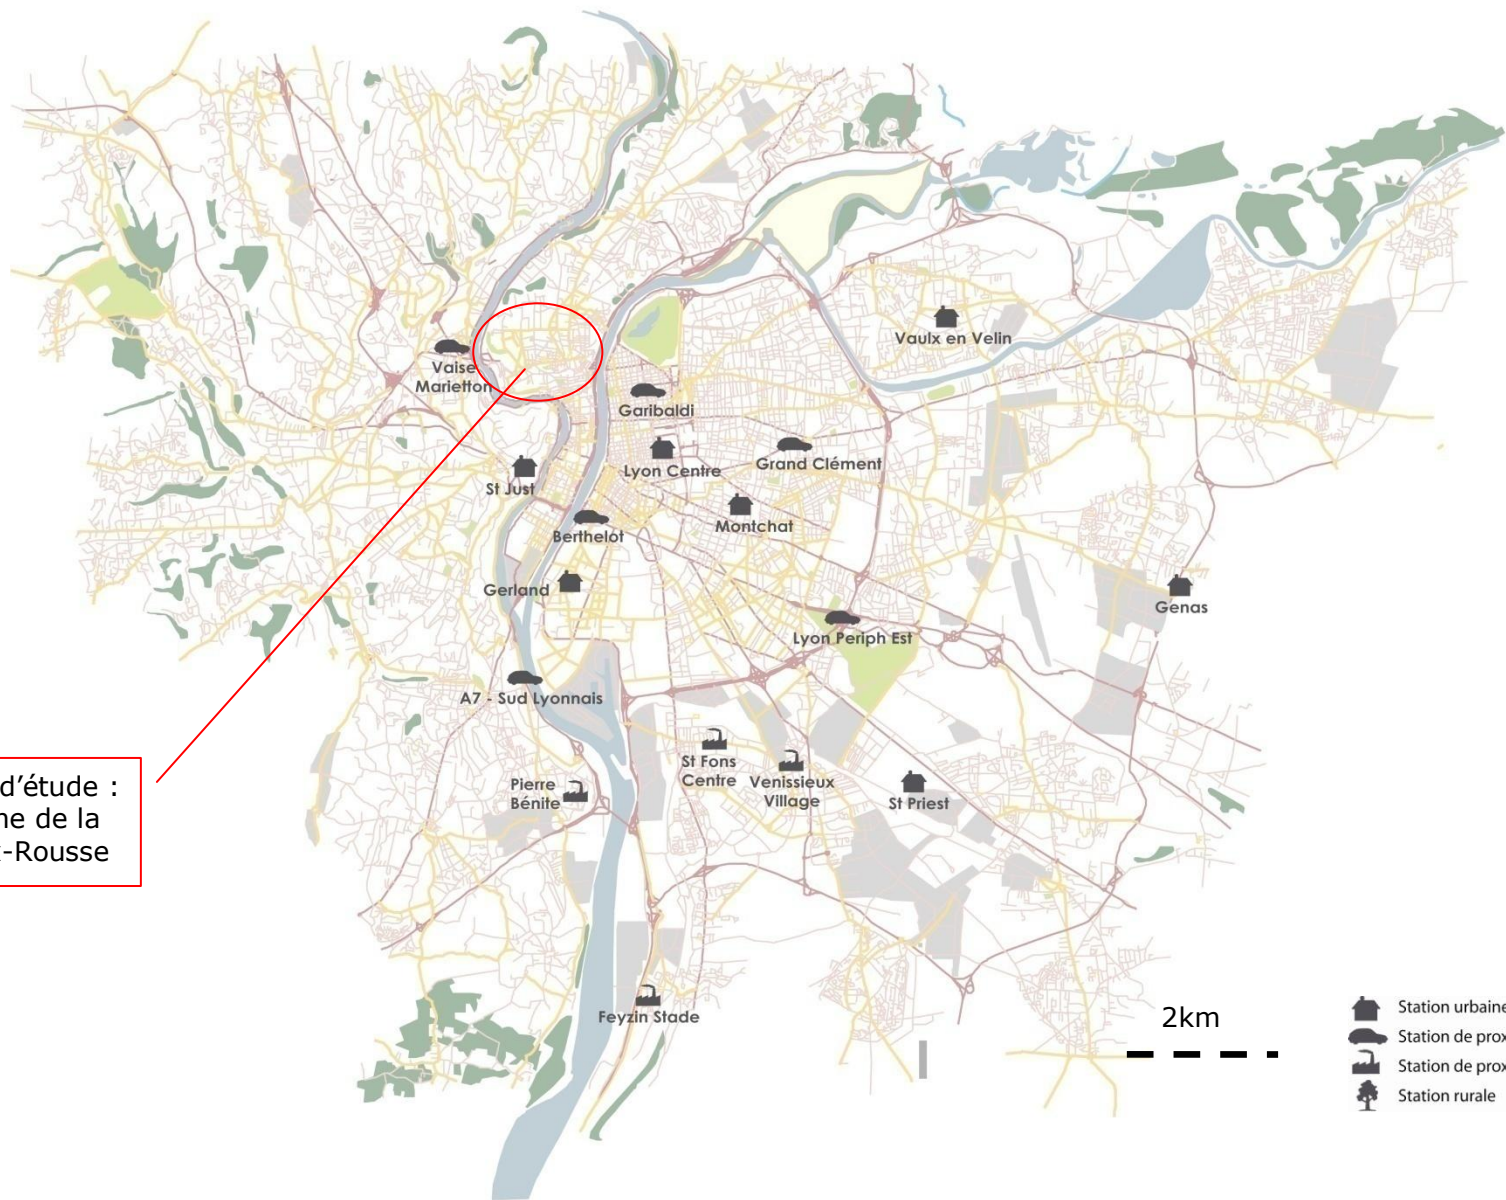 Vaulx en Velin
Vaise
Marietton
Garibaldi
Lyon Centre
Grand Clément
St Just
Montchat
Berthelot
Gerland
Genas
Lyon Periph Est
A7 - Sud Lyonnais
d’étude :
de la
-Rousse
St Fons
Centre
Venissieux
Village
Pierre
Bénite
St Priest
Feyzin Stade
2km
Station urbaine
Station de prox
Station de prox
Station rurale